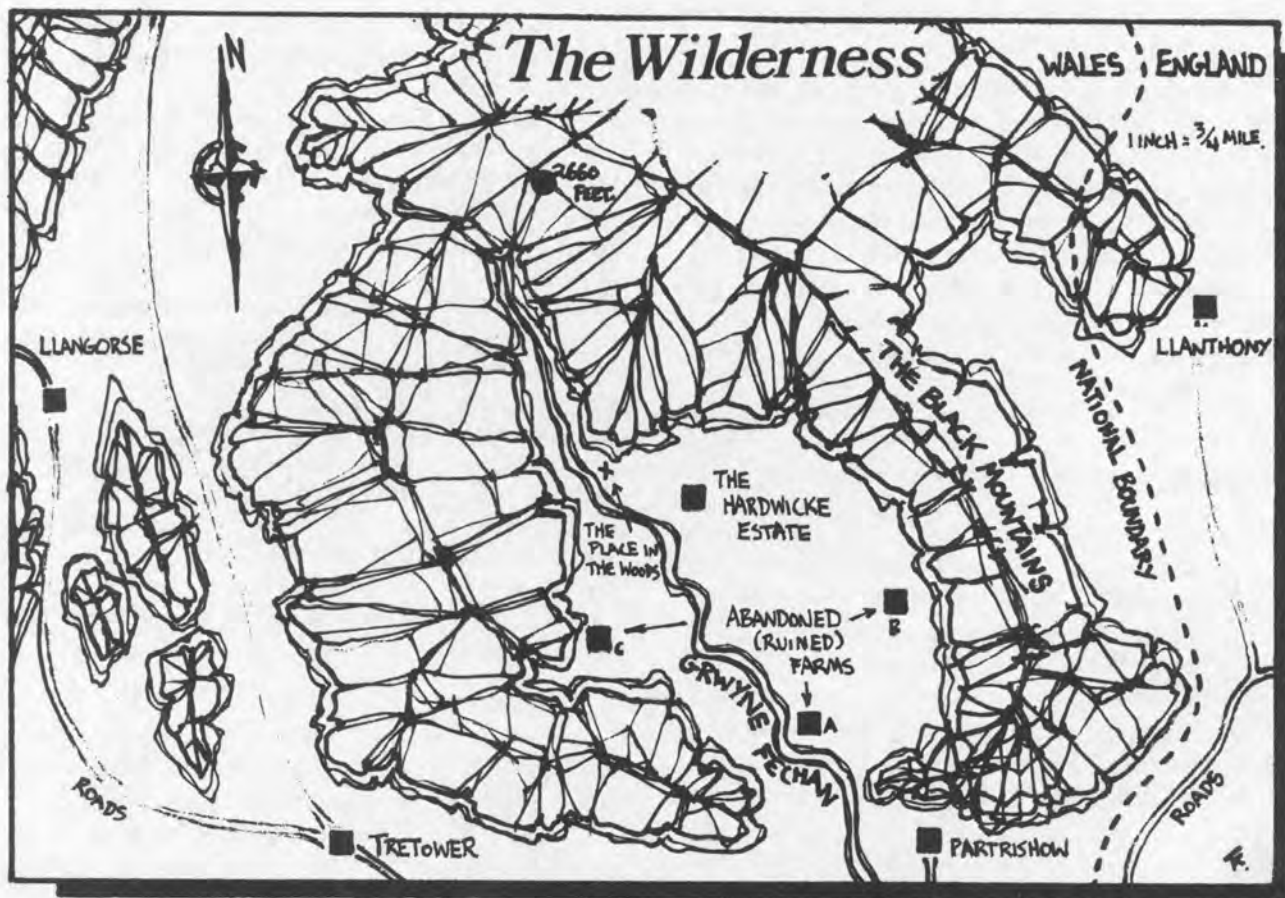 The Wilderness
N
WALES
ENGLAND
1 INCH = 3/4 MILE.
2660
FEET.
LLANGORSE
LLANTHONY
THE BLACK MOUNTAINS
NATIONAL BOUNDARY
THE
HARDWICKE
ESTATE
THE
PLACE IN
THE WOODS
ABANDONED
(RUINED)
FARMS
B
C
A
GRWYNE FECHAN
ROADS
TRETOWER
PARTRISHOW
ROADS